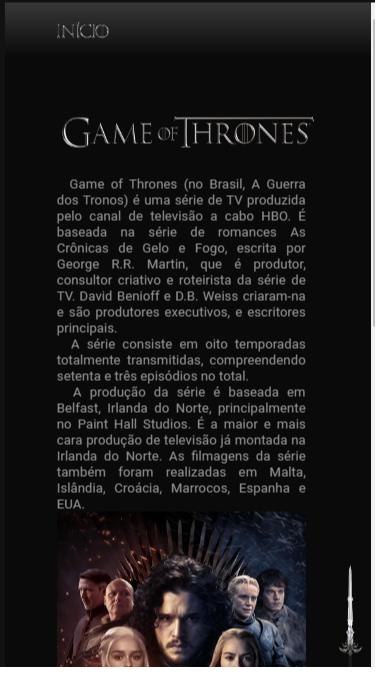 INÍCIO
GAME OF THRONES
Game of Thrones (no Brasil, A Guerra
dos Tronos) é uma série de TV produzida
pelo canal de televisão a cabo HBO. É
baseada na série de romances As
Crônicas de Gelo e Fogo, escrita por
George R.R. Martin, que é produtor,
consultor criativo e roteirista da série de
TV. David Benioff e D.B. Weiss criaram-na
e são produtores executivos, e escritores
principais.
A série consiste em oito temporadas
totalmente transmitidas, compreendendo
setenta e três episódios no total.
A produção da série é baseada em
Belfast, Irlanda do Norte, principalmente
no Paint Hall Studios. É a maior e mais
cara produção de televisão já montada na
Irlanda do Norte. As filmagens da série
também foram realizadas em Malta,
Islândia, Croácia, Marrocos, Espanha e
EUA.